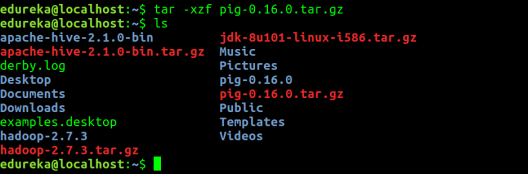 edureka@localhost:~$ tar -xzf pig-0.16.0.tar.gz
edureka@localhost:~$ ls
apache-hive-2.1.0-bin jdk-8u101-linux-i586.tar.gz
apache-hive-2.1.0-bin.tar.gz Music
derby.log Pictures
Desktop pig-0.16.0
Documents pig-0.16.0.tar.gz
Downloads Public
examples.desktop Templates
hadoop-2.7.3 Videos
hadoop-2.7.3.tar.gz
edureka@localhost:~$